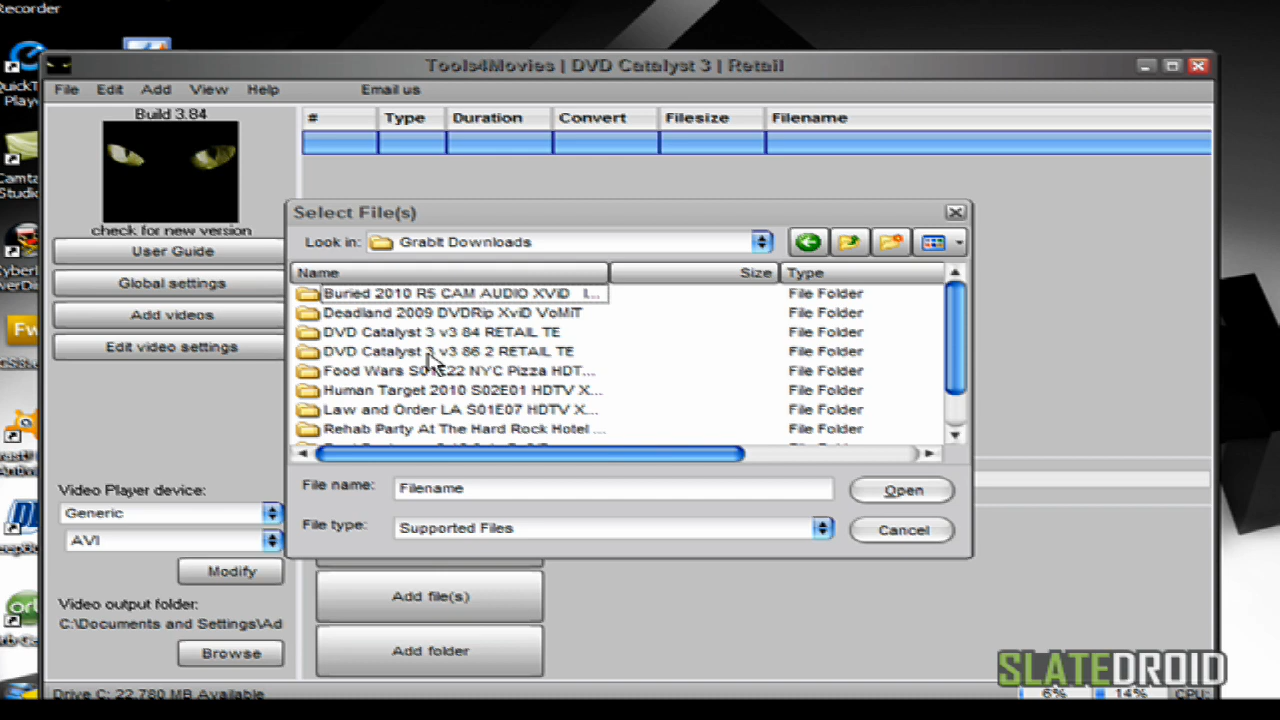 Recorder
Tools4Movies | DVD Catalyst 3 | Retail
File Edit Add View Help Email us
Build 3.84
# Type Duration Convert Filesize Filename
check for new version
User Guide
Global settings
Add videos
Edit video settings
Select File(s)
Look in: GrabIt Downloads
Name Size Type
Buried 2010 R5 CAM AUDIO XViD I... File Folder
Deadland 2009 DVDRip XviD VoMiT File Folder
DVD Catalyst 3 v3 84 RETAIL TE File Folder
DVD Catalyst 3 v3 86 2 RETAIL TE File Folder
Food Wars S01E22 NYC Pizza HDT... File Folder
Human Target 2010 S02E01 HDTV X... File Folder
Law and Order LA S01E07 HDTV X... File Folder
Rehab Party At The Hard Rock Hotel ... File Folder
File name: Filename Open
File type: Supported Files Cancel
Video Player device:
Generic
AVI
Modify
Video output folder:
C:\Documents and Settings\Ad
Browse
Add file(s)
Add folder
Drive C: 22,780 MB Available
6% 14% CPU:
SLATEDROID